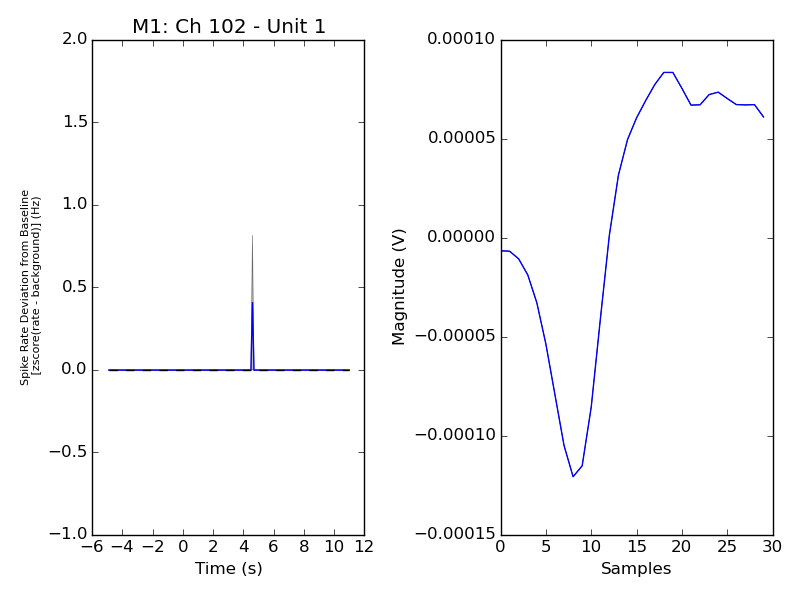 M1: Ch 102 - Unit 1
2.0
1.5
1.0
0.5
0.0
−0.5
−1.0
Spike Rate Deviation from Baseline
[zscore(rate - background)] (Hz)
−6 −4 −2 0 2 4 6 8 10 12
Time (s)
0.00010
0.00005
0.00000
−0.00005
−0.00010
−0.00015
Magnitude (V)
0 5 10 15 20 25 30
Samples